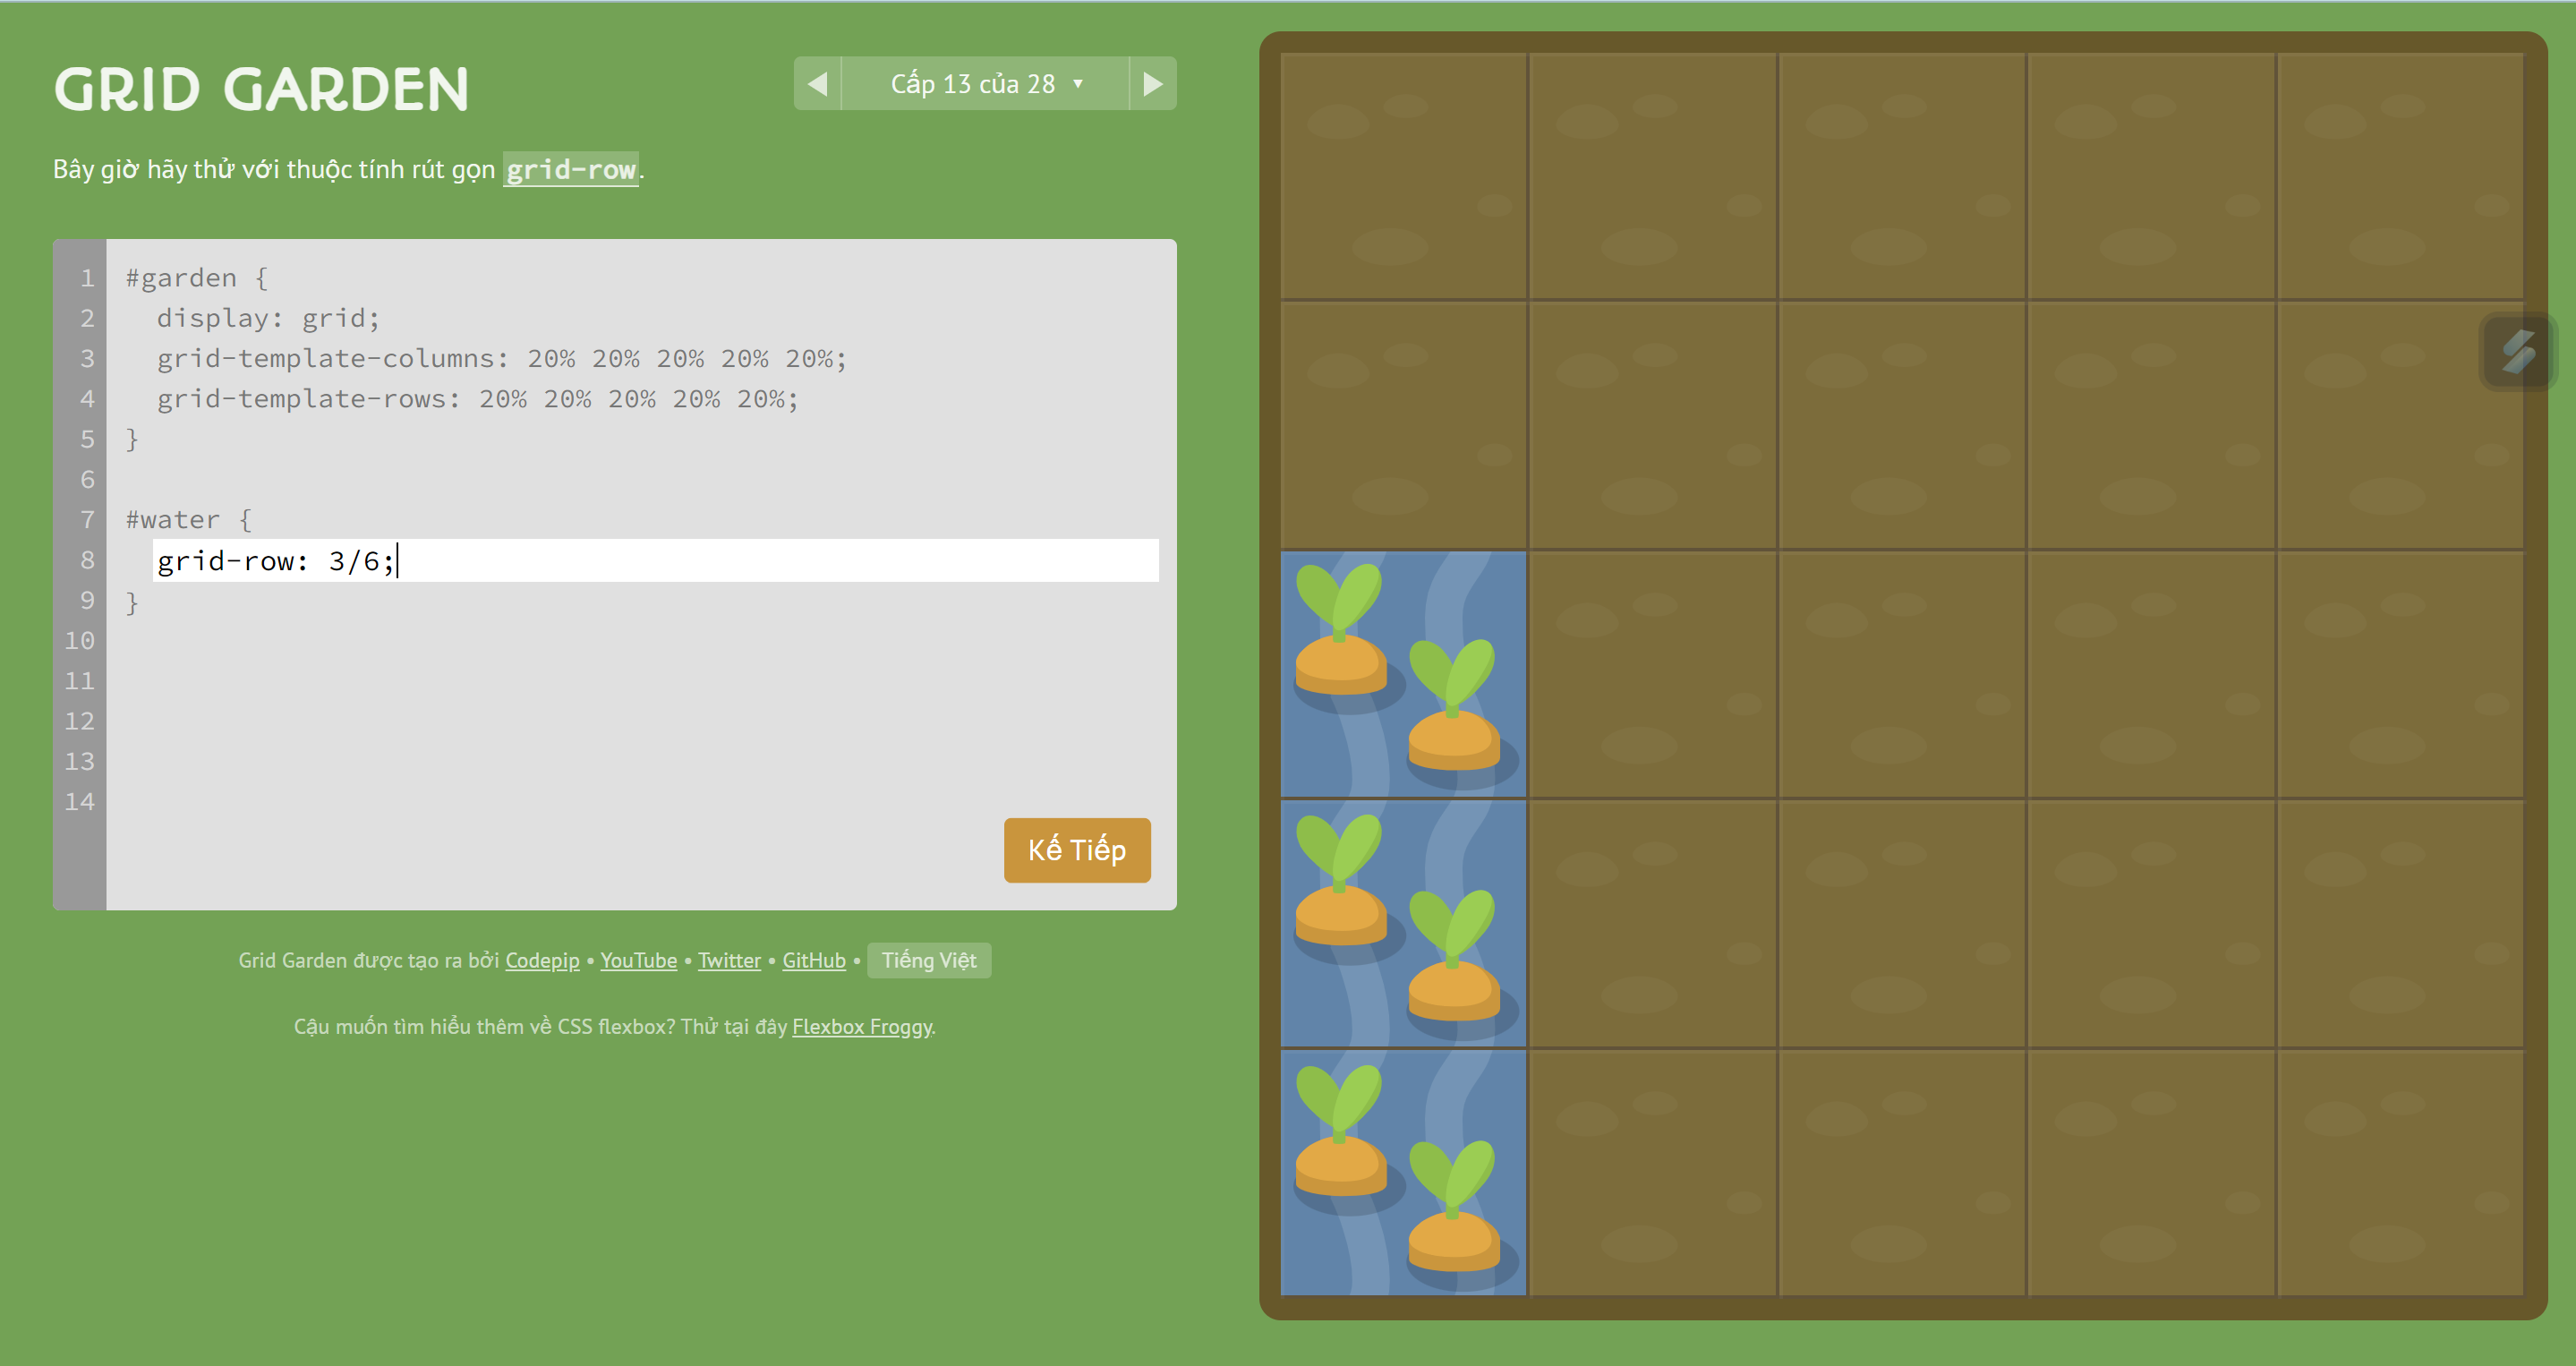 GRID GARDEN
◀ Cấp 13 của 28 ▼ ▶
Bây giờ hãy thử với thuộc tính rút gọn grid-row.
1 #garden {
2 display: grid;
3 grid-template-columns: 20% 20% 20% 20% 20%;
4 grid-template-rows: 20% 20% 20% 20% 20%;
5 }
6
7 #water {
8 grid-row: 3/6;
9 }
10
11
12
13
14
Kế Tiếp
Grid Garden được tạo ra bởi Codepip • YouTube • Twitter • GitHub • Tiếng Việt
Cậu muốn tìm hiểu thêm về CSS flexbox? Thử tại đây Flexbox Froggy.